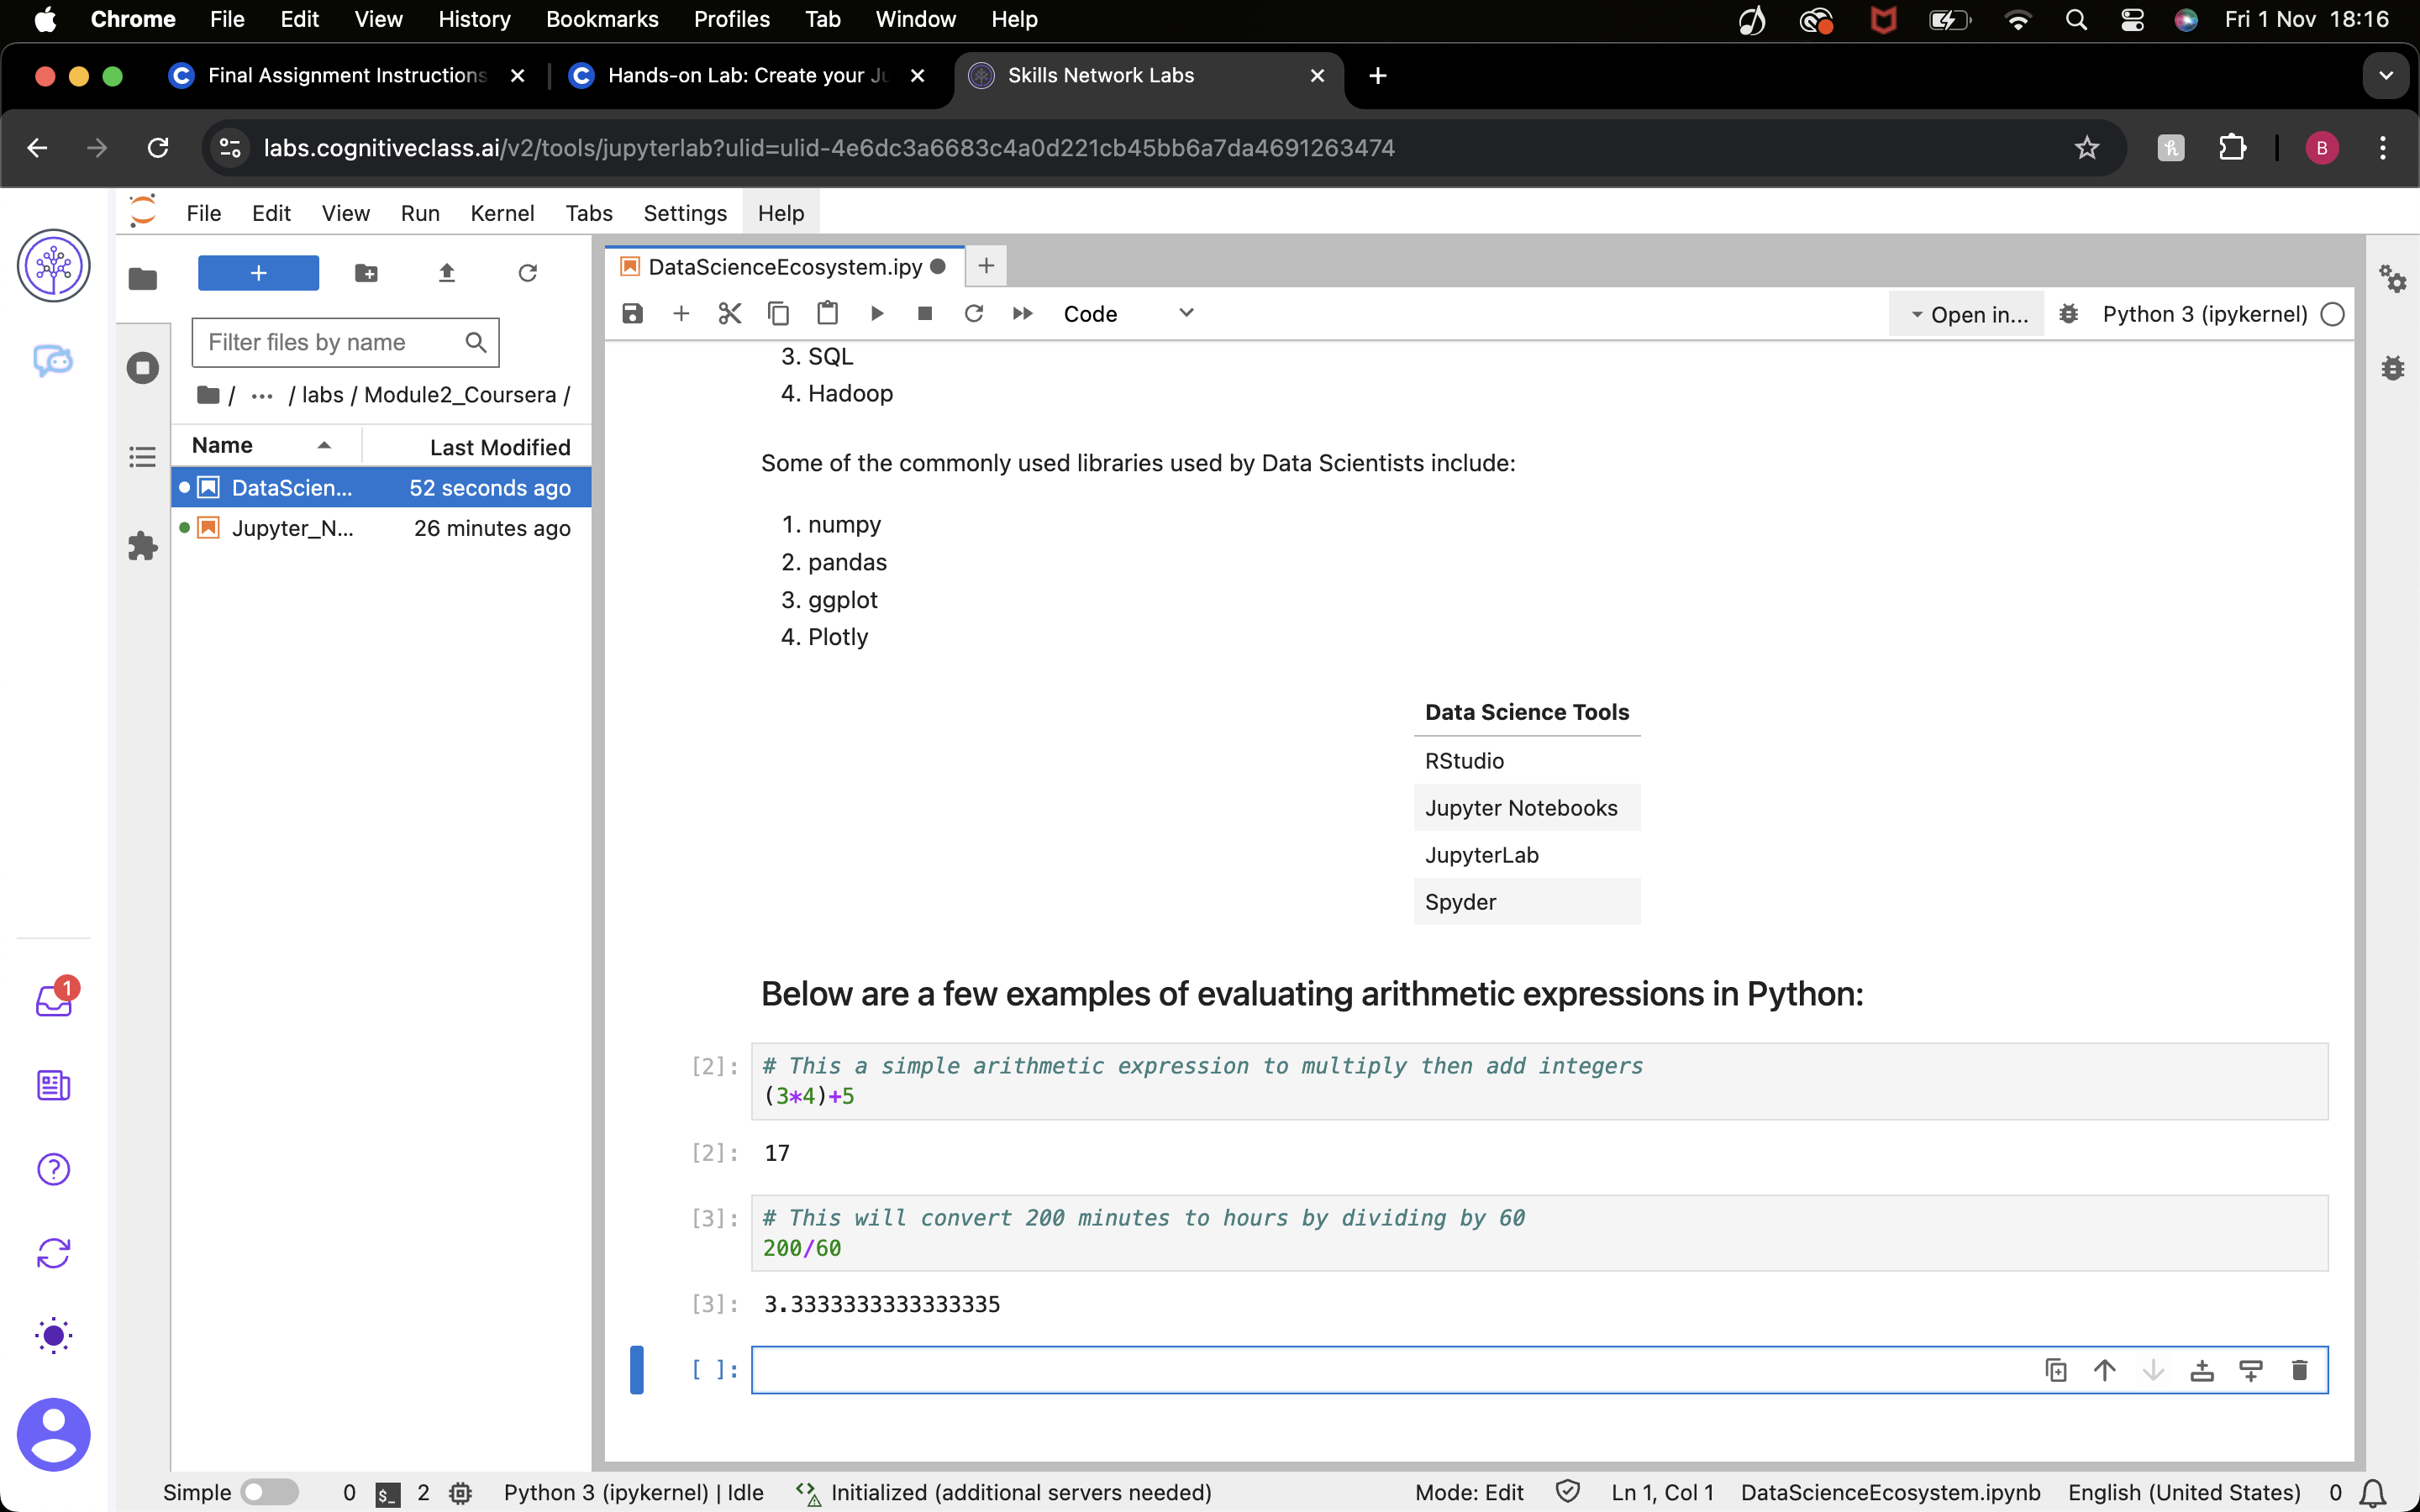 Chrome File Edit View History Bookmarks Profiles Tab Window Help Fri 1 Nov 18:16
Final Assignment Instructions Hands-on Lab: Create your Ju Skills Network Labs
labs.cognitiveclass.ai/v2/tools/jupyterlab?ulid=ulid-4e6dc3a6683c4a0d221cb45bb6a7da4691263474 B
File Edit View Run Kernel Tabs Settings Help
DataScienceEcosystem.ipy
Code Open in... Python 3 (ipykernel)
Filter files by name
/ ... / labs / Module2_Coursera /
Name Last Modified
DataScien... 52 seconds ago
Jupyter_N... 26 minutes ago
3. SQL
4. Hadoop
Some of the commonly used libraries used by Data Scientists include:
1. numpy
2. pandas
3. ggplot
4. Plotly
Data Science Tools
RStudio
Jupyter Notebooks
JupyterLab
Spyder
Below are a few examples of evaluating arithmetic expressions in Python:
[2]: # This a simple arithmetic expression to multiply then add integers
(3*4)+5
[2]: 17
[3]: # This will convert 200 minutes to hours by dividing by 60
200/60
[3]: 3.3333333333333335
[ ]:
1
Simple 0 $_ 2 Python 3 (ipykernel) | Idle Initialized (additional servers needed) Mode: Edit Ln 1, Col 1 DataScienceEcosystem.ipynb English (United States) 0